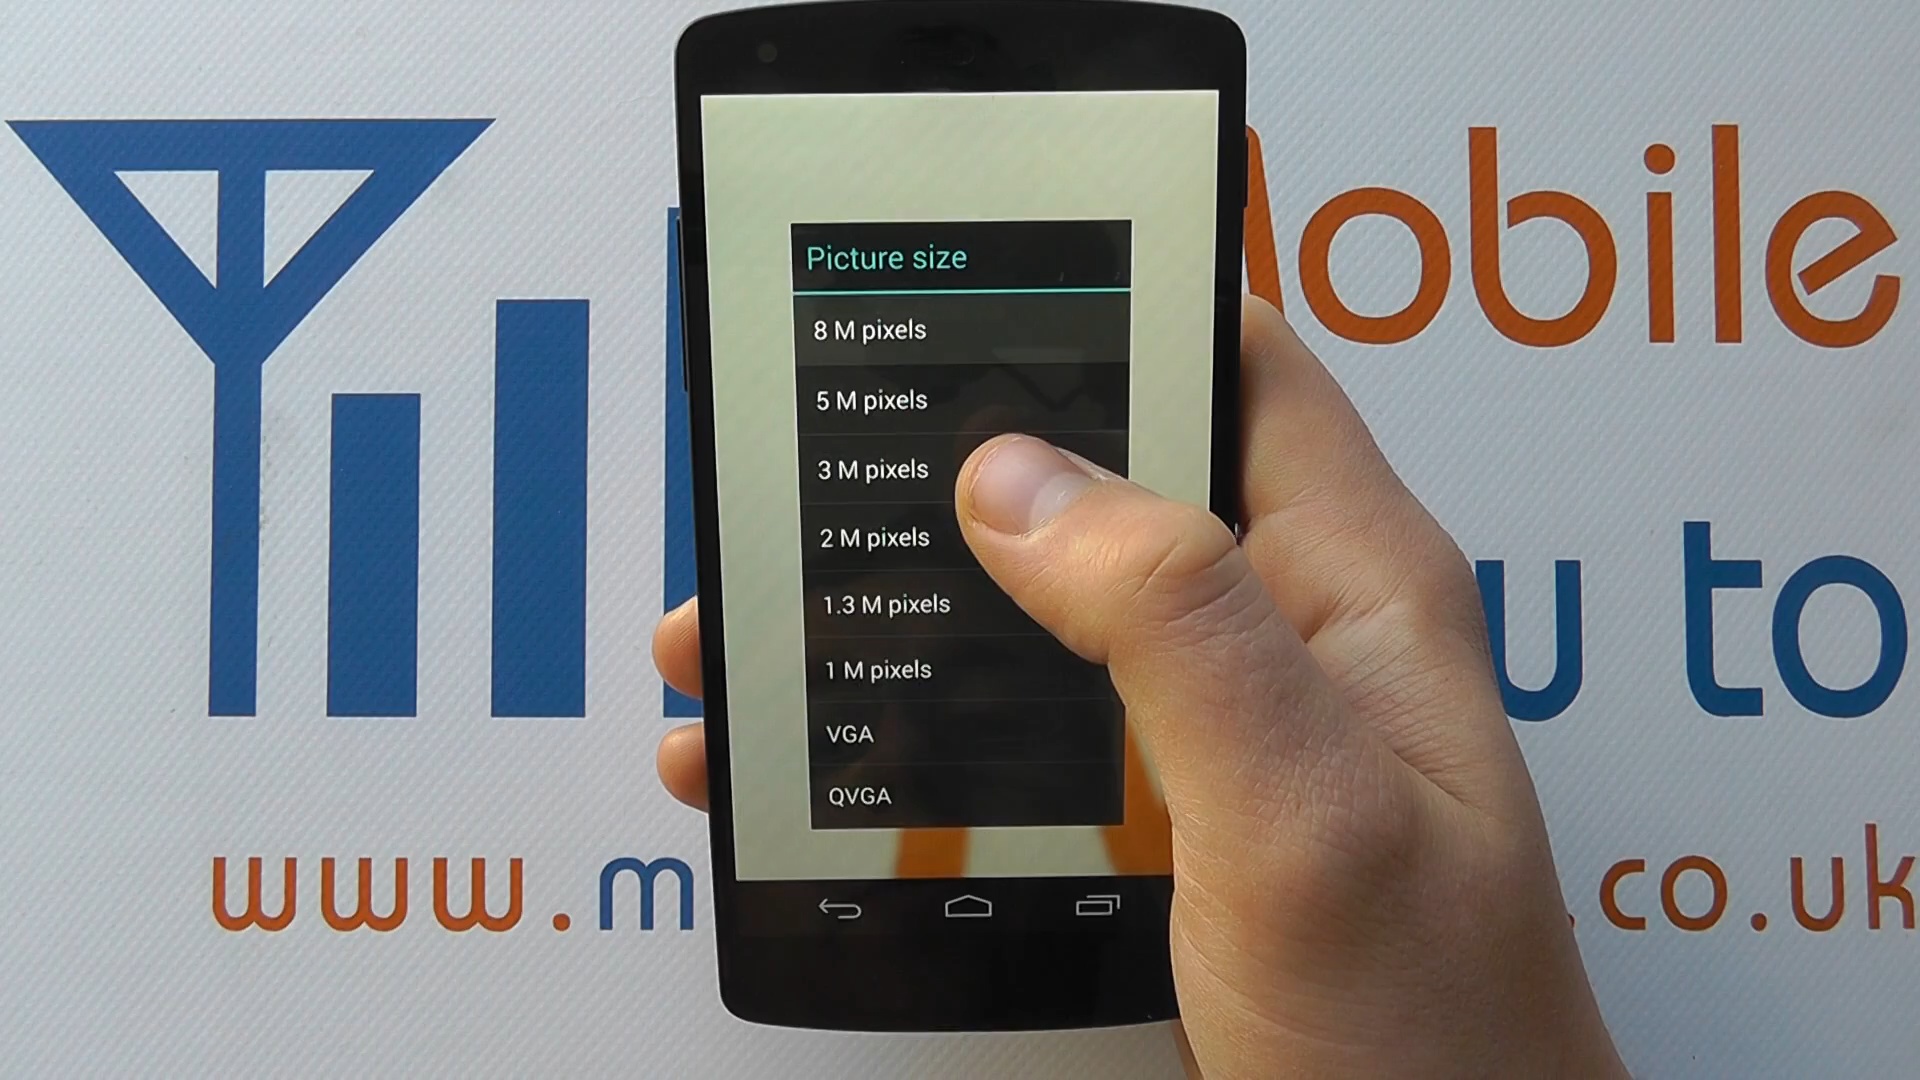 Mobile
Picture size
8 M pixels
5 M pixels
3 M pixels
2 M pixels
1.3 M pixels
1 M pixels
VGA
QVGA
u to
www.m
.co.uk